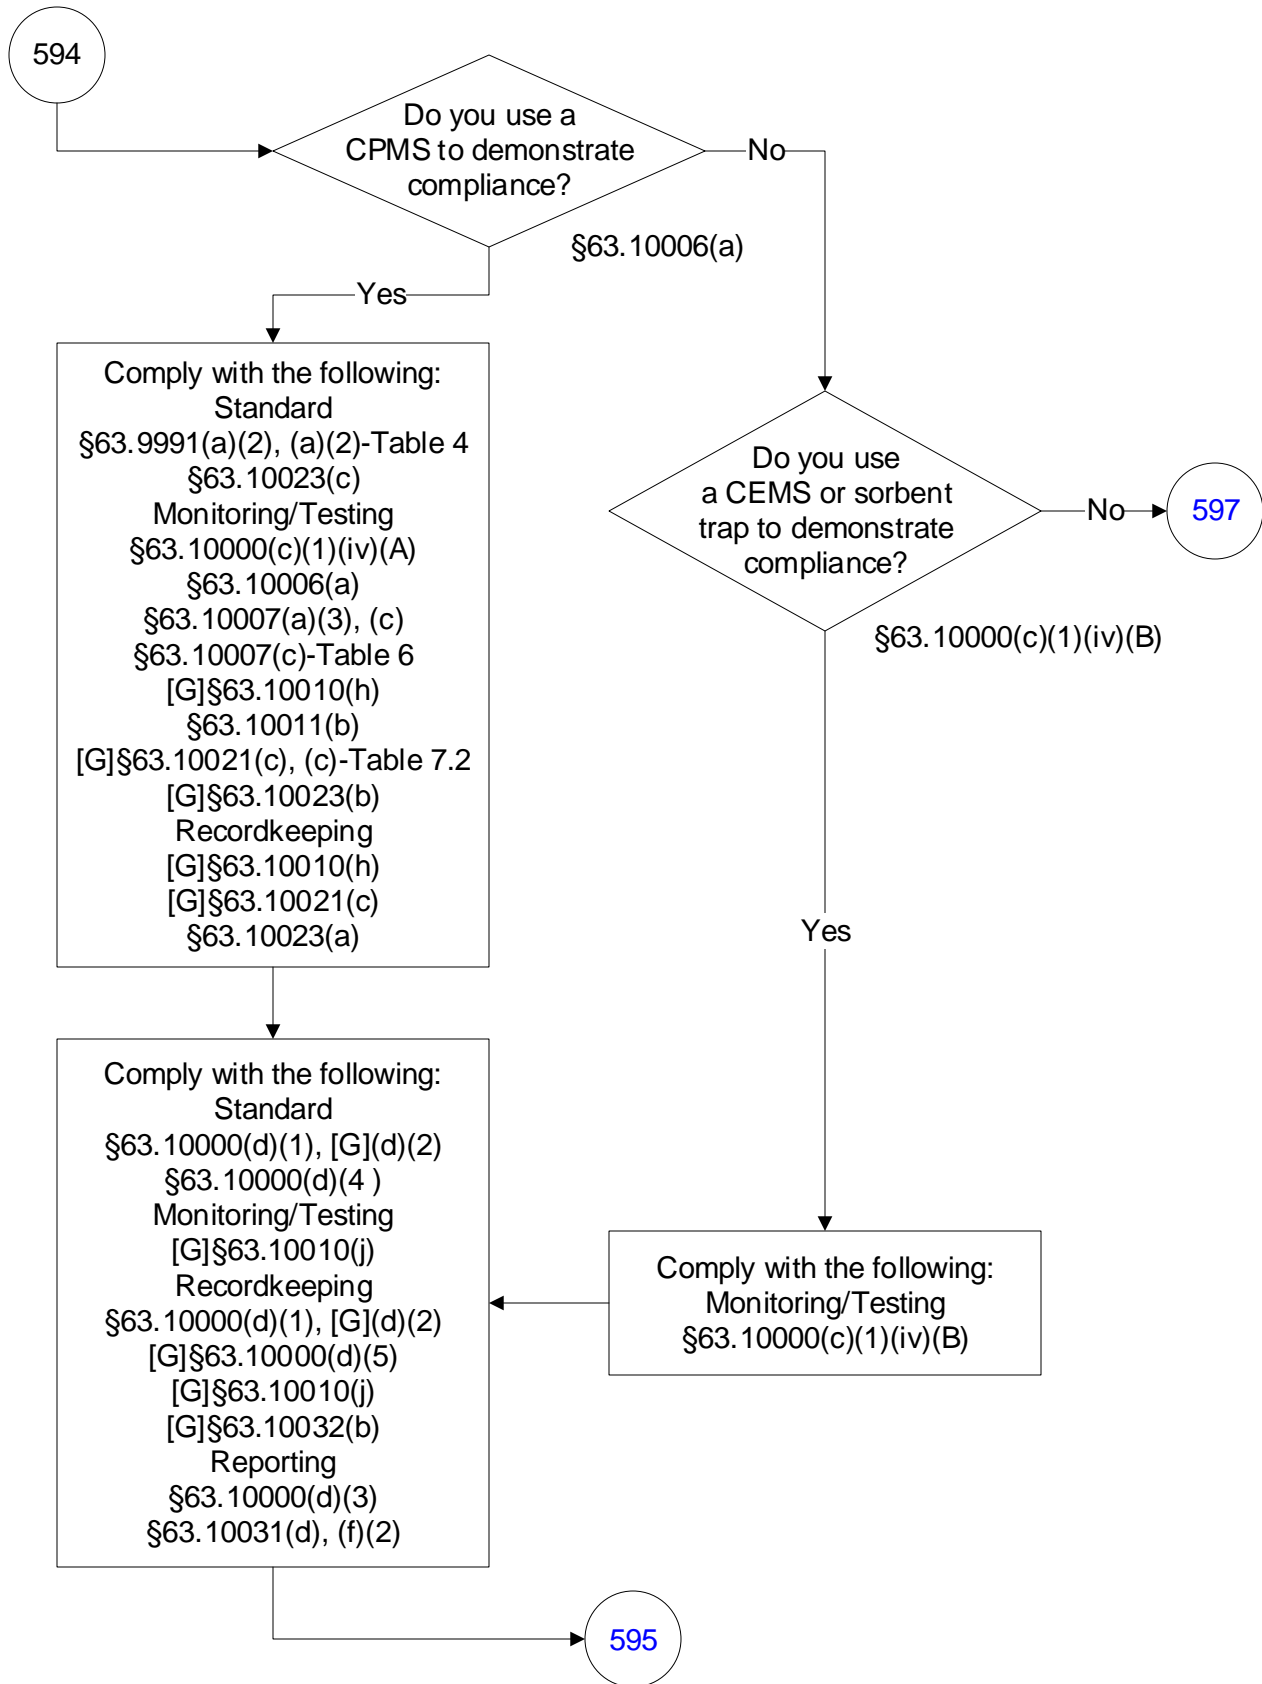 594
Do you use a
CPMS to demonstrate
compliance?
No
§63.10006(a)
Yes
Comply with the following:
Standard
§63.9991(a)(2), (a)(2)-Table 4
§63.10023(c)
Monitoring/Testing
§63.10000(c)(1)(iv)(A)
§63.10006(a)
§63.10007(a)(3), (c)
§63.10007(c)-Table 6
[G]§63.10010(h)
§63.10011(b)
[G]§63.10021(c), (c)-Table 7.2
[G]§63.10023(b)
Recordkeeping
[G]§63.10010(h)
[G]§63.10021(c)
§63.10023(a)
Do you use
a CEMS or sorbent
trap to demonstrate
compliance?
No
597
§63.10000(c)(1)(iv)(B)
Yes
Comply with the following:
Standard
§63.10000(d)(1), [G](d)(2)
§63.10000(d)(4 )
Monitoring/Testing
[G]§63.10010(j)
Recordkeeping
§63.10000(d)(1), [G](d)(2)
[G]§63.10000(d)(5)
[G]§63.10010(j)
[G]§63.10032(b)
Reporting
§63.10000(d)(3)
§63.10031(d), (f)(2)
Comply with the following:
Monitoring/Testing
§63.10000(c)(1)(iv)(B)
595